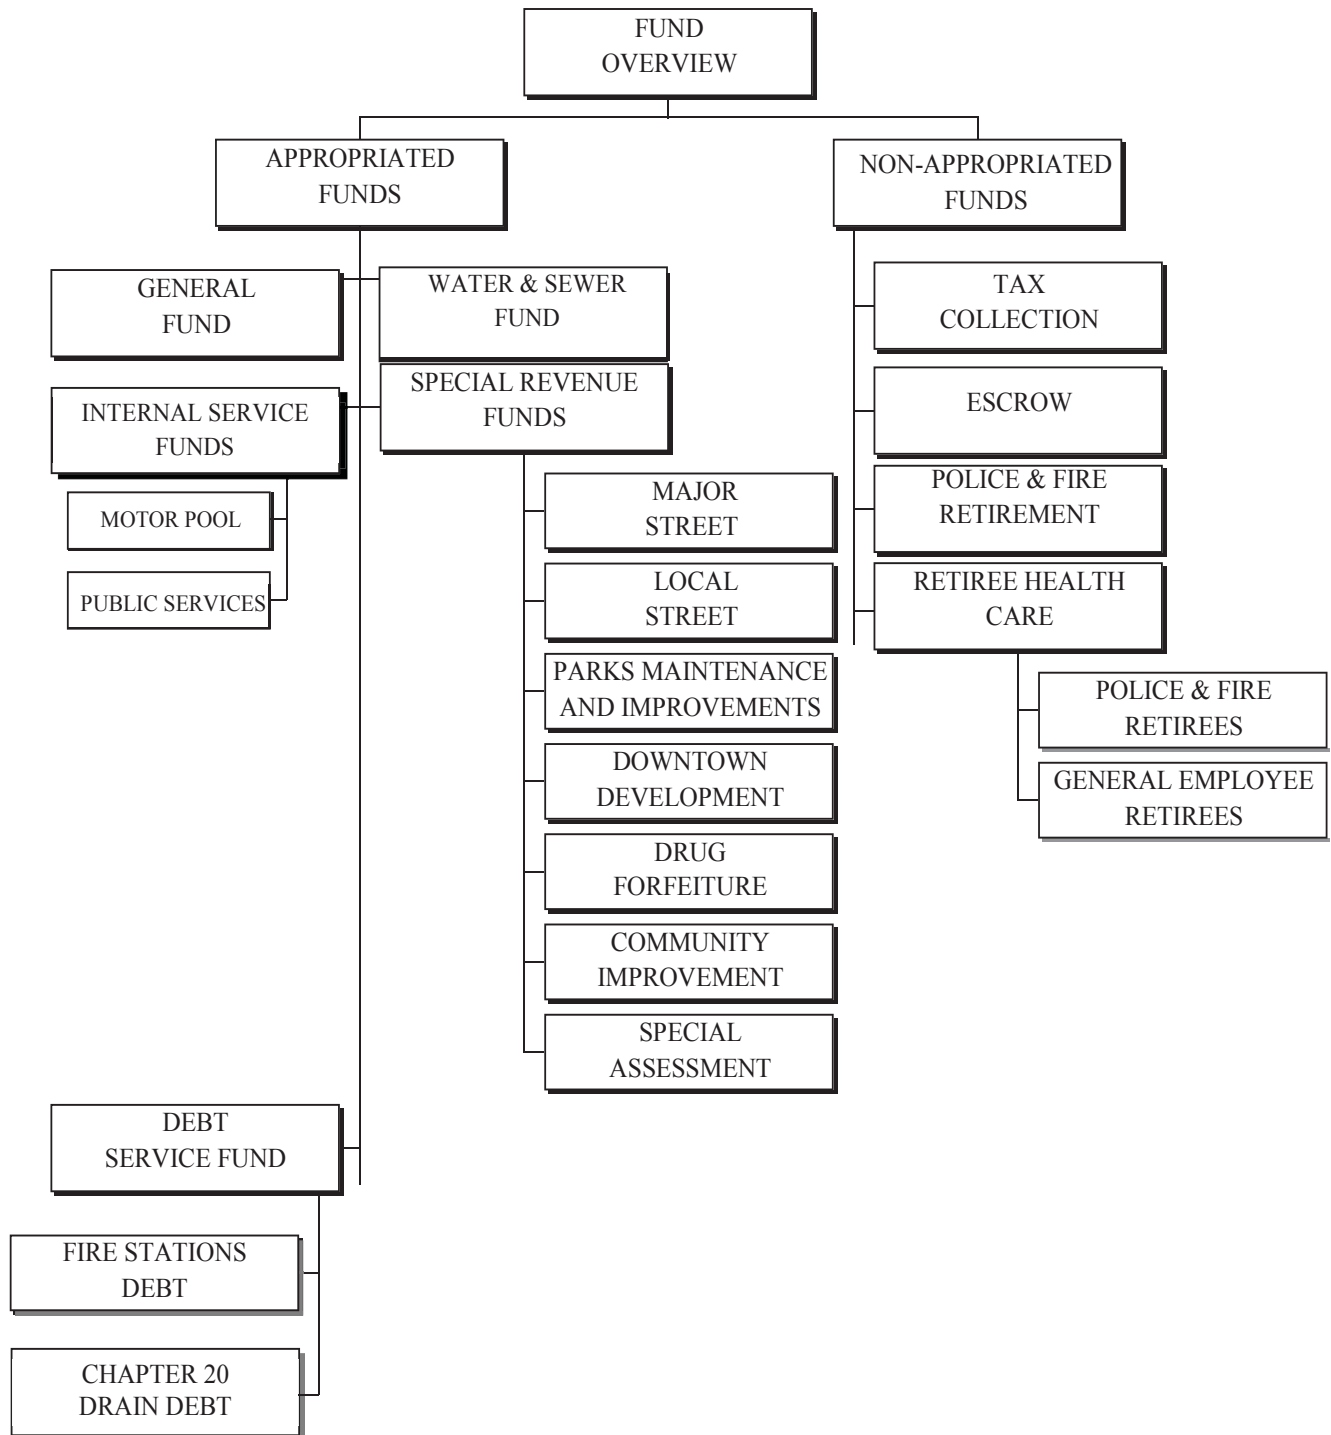 FUND
OVERVIEW
APPROPRIATED
FUNDS
NON-APPROPRIATED
FUNDS
GENERAL
FUND
WATER & SEWER
FUND
INTERNAL SERVICE
FUNDS
MOTOR POOL
PUBLIC SERVICES
SPECIAL REVENUE
FUNDS
MAJOR
STREET
LOCAL
STREET
PARKS MAINTENANCE
AND IMPROVEMENTS
DOWNTOWN
DEVELOPMENT
DRUG
FORFEITURE
COMMUNITY
IMPROVEMENT
SPECIAL
ASSESSMENT
DEBT
SERVICE FUND
FIRE STATIONS
DEBT
CHAPTER 20
DRAIN DEBT
TAX
COLLECTION
ESCROW
POLICE & FIRE
RETIREMENT
RETIREE HEALTH
CARE
POLICE & FIRE
RETIREES
GENERAL EMPLOYEE
RETIREES